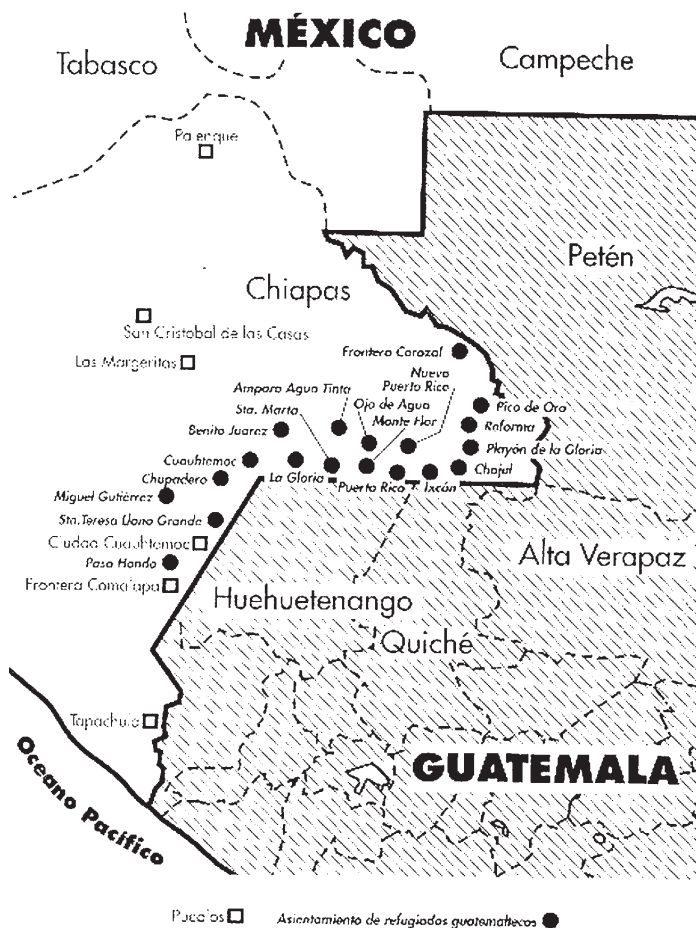 MÉXICO
Tabasco
Campeche
Palenque
Petén
Chiapas
San Cristobal de las Casas
Las Margeritas
Frontera Corozal
Nuevo
Puerto Rico
Amparo Agua Tinta
Ojo de Agua
Sta. Marta
Monte Flor
Pico de Oro
Benito Juarez
Reforma
Playón de la Gloria
Cuauhtemoc
Chajul
La Gloria
Chupadero
Puerto Rico
Ixcán
Miguel Gutiérrez
Sta.Teresa Llano Grande
Ciudad Cuauhtemoc
Alta Verapaz
Paso Hondo
Frontera Comalapa
Huehuetenango
Quiché
Tapachula
GUATEMALA
Oceano Pacífico
Pueblos
Asientamiento de refugiados guatemaltecos